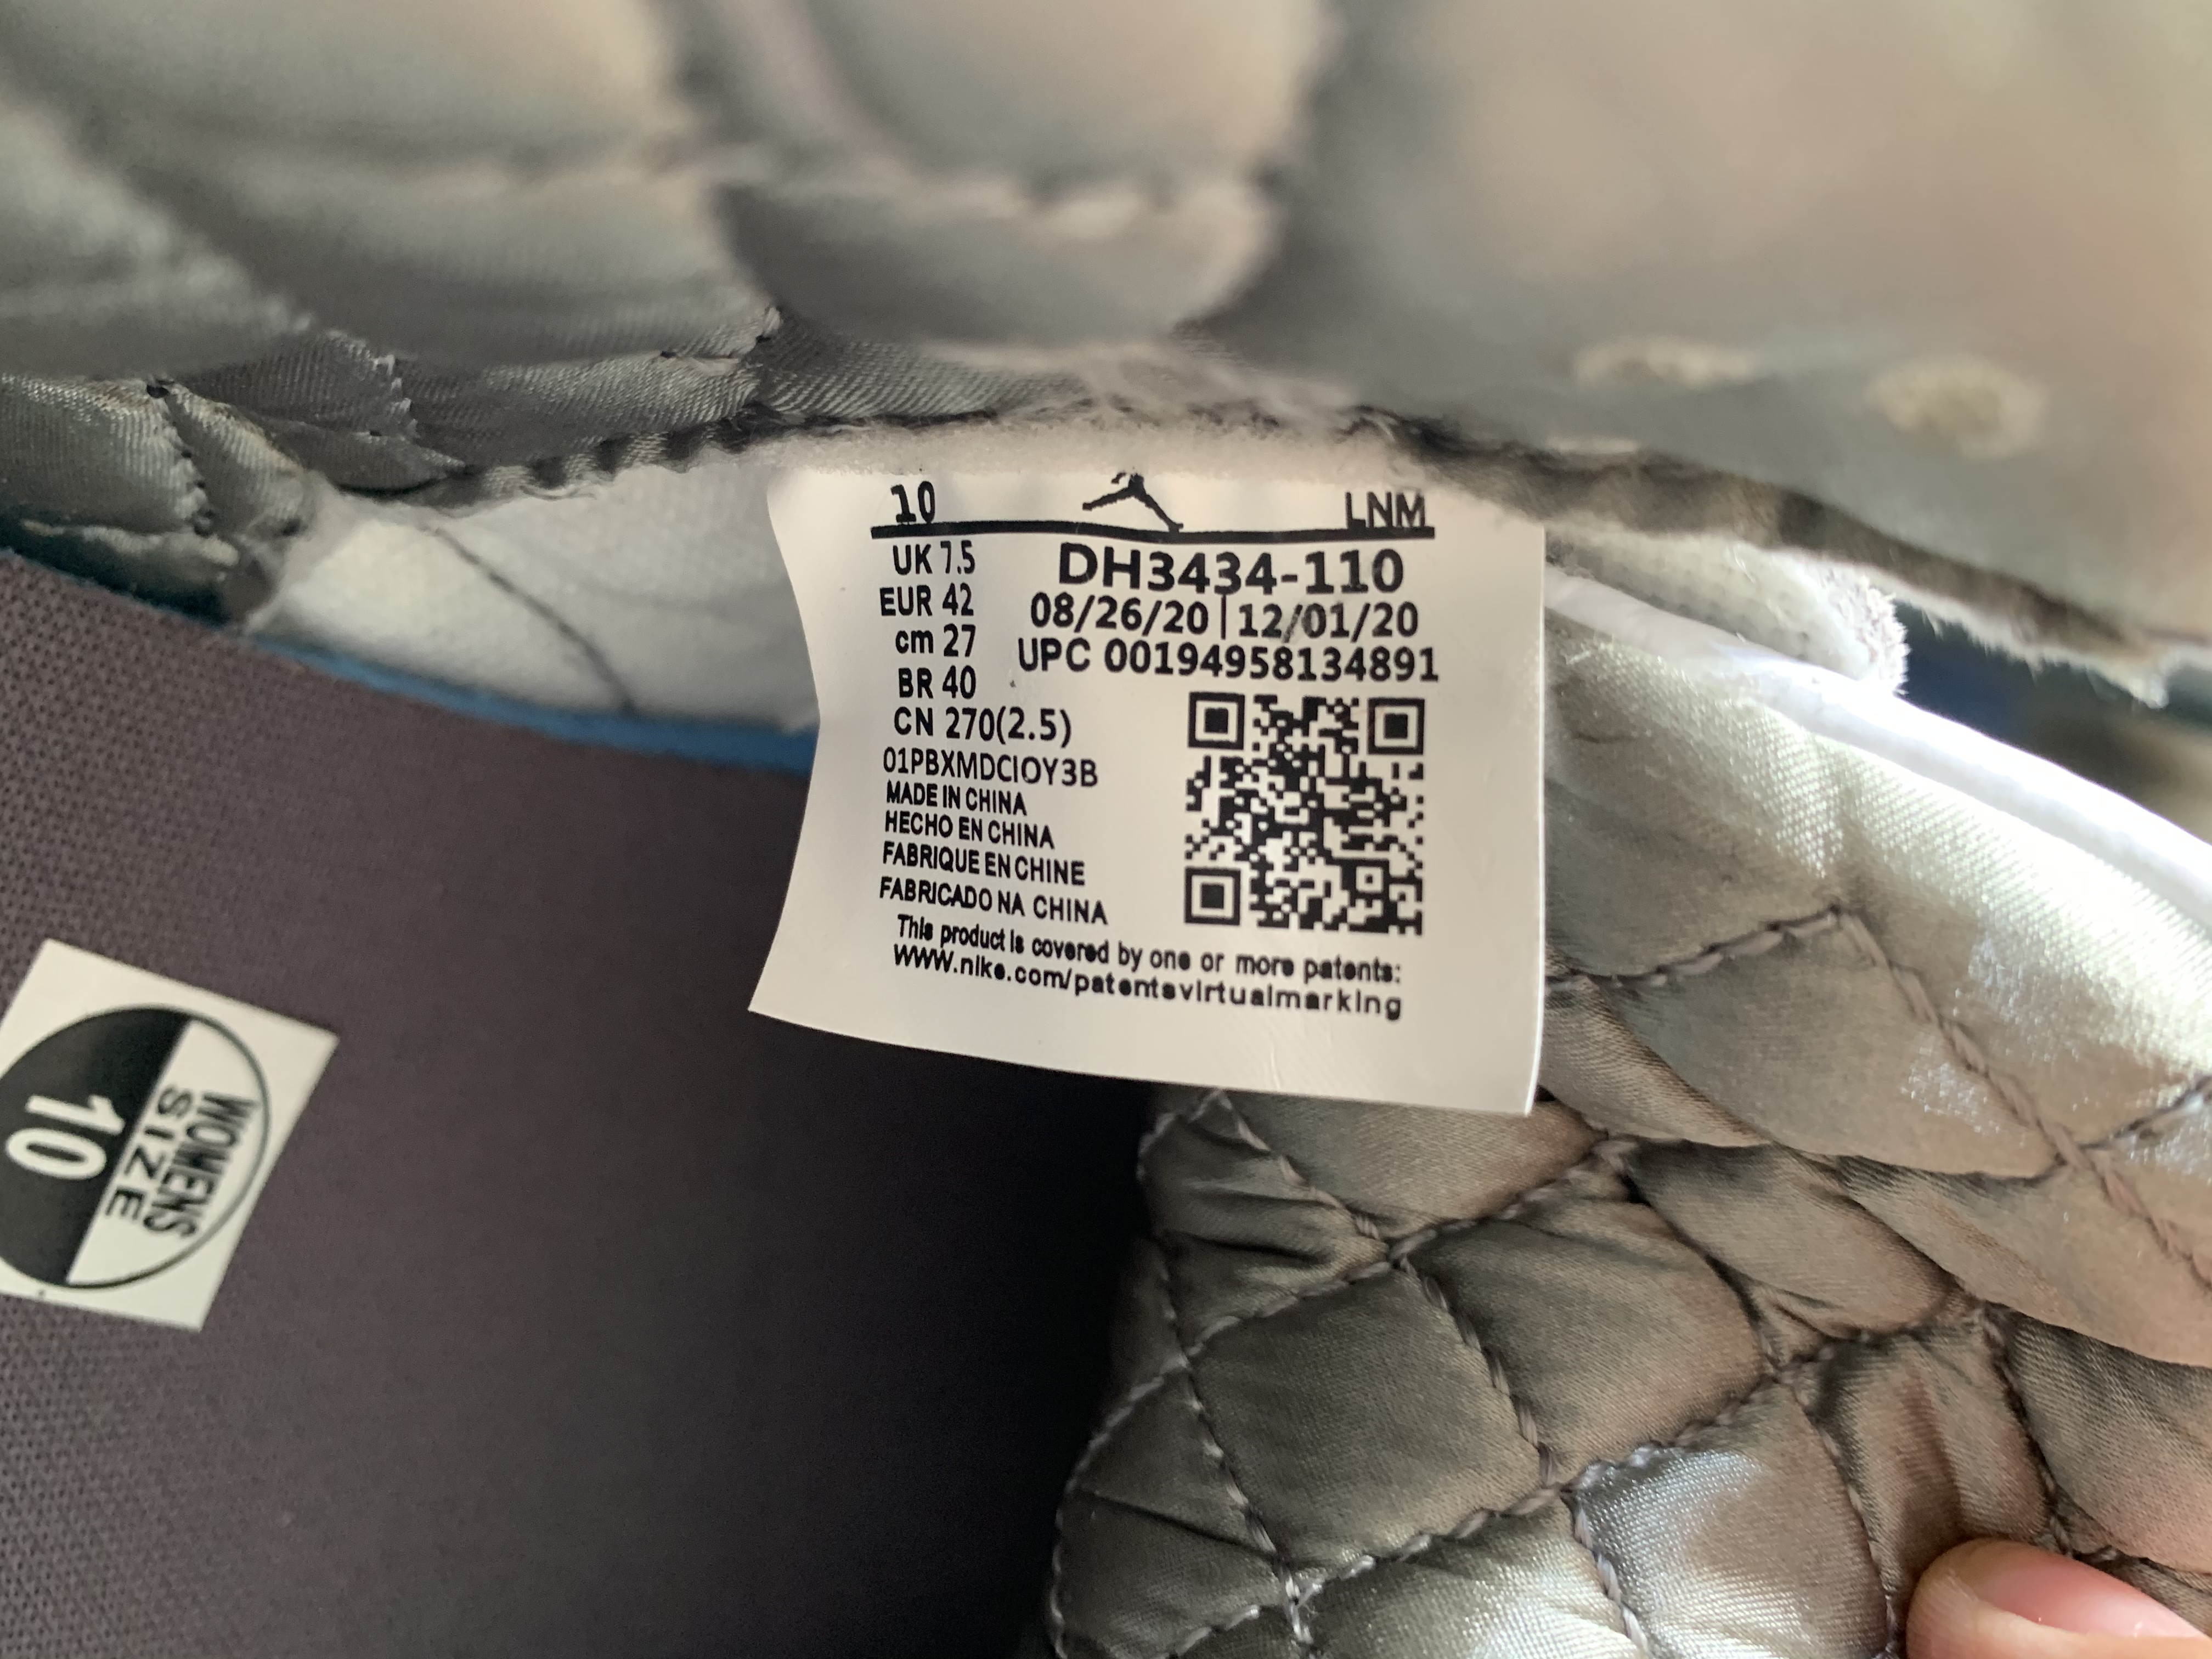 10 LNM
UK 7.5
EUR 42
cm 27
BR 40
CN 270(2.5)
DH3434-110
08/26/20 | 12/01/20
UPC 00194958134891
01PBXMDCIOY3B
MADE IN CHINA
HECHO EN CHINA
FABRIQUE EN CHINE
FABRICADO NA CHINA
This product is covered by one or more patents:
www.nike.com/patentsvirtualmarking
WOMENS
SIZE
10